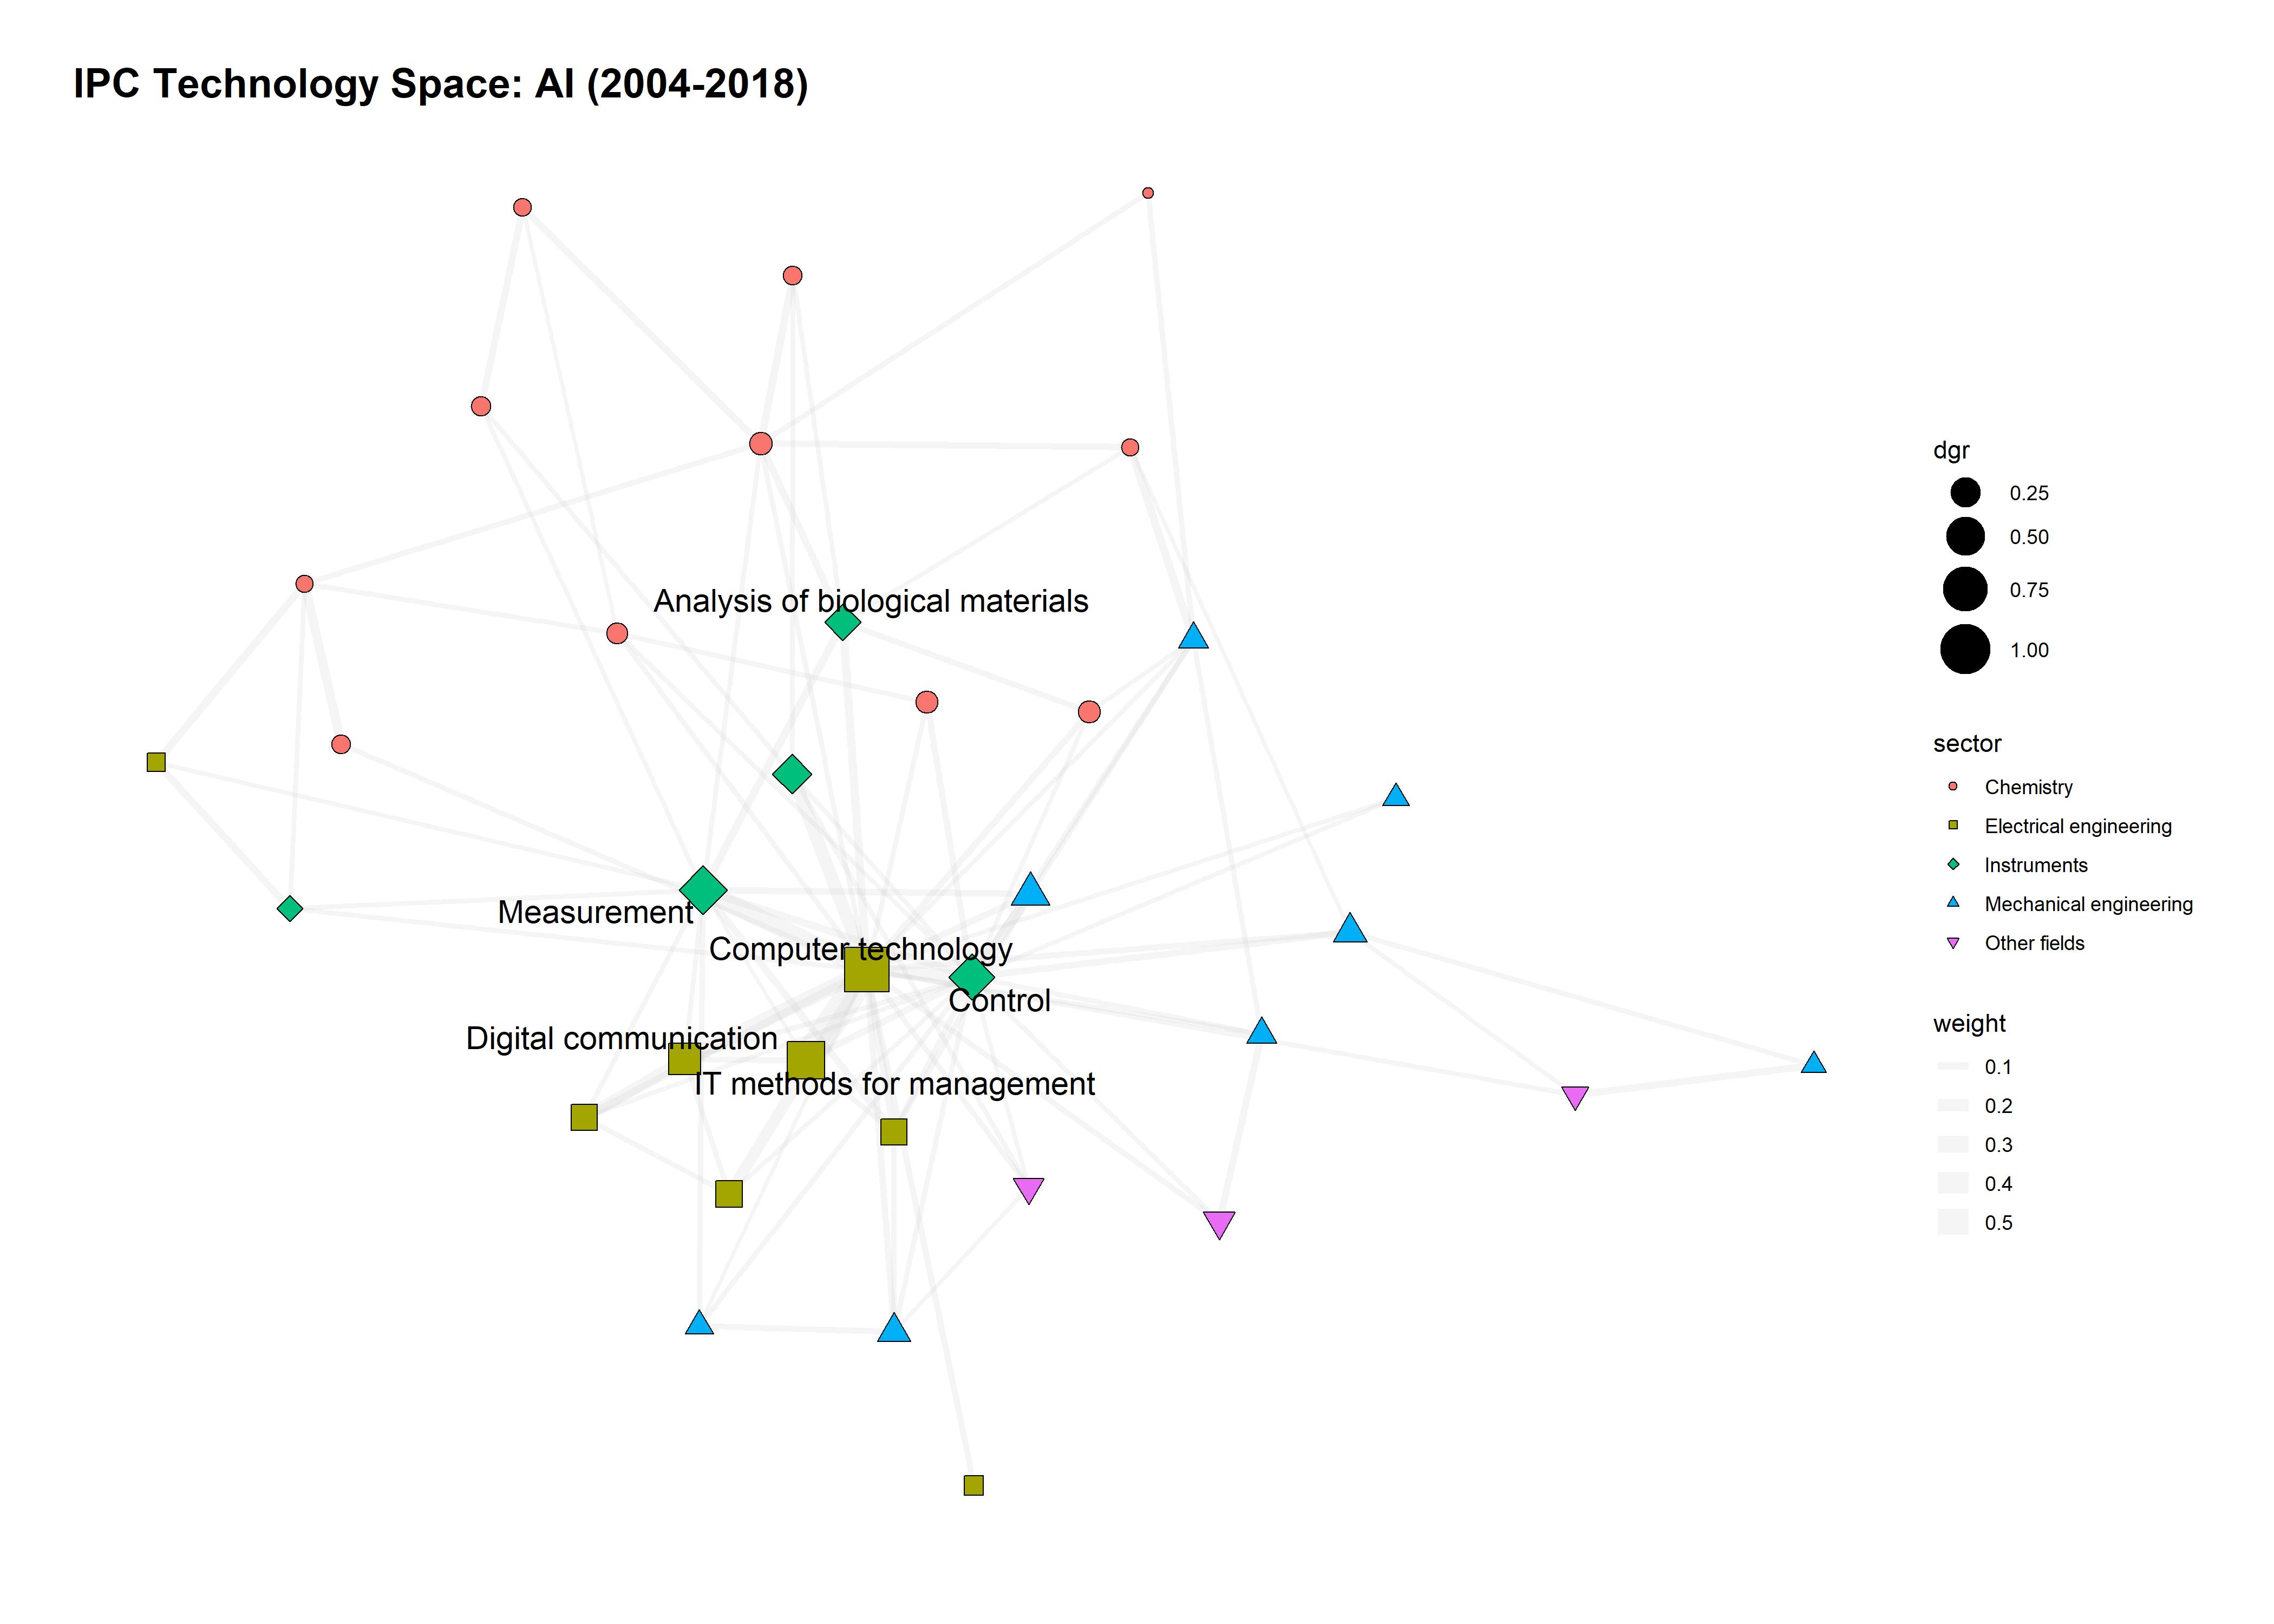 IPC Technology Space: AI (2004-2018)
Analysis of biological materials
Measurement
Computer technology
Control
Digital communication
IT methods for management
dgr
0.25
0.50
0.75
1.00
sector
Chemistry
Electrical engineering
Instruments
Mechanical engineering
Other fields
weight
0.1
0.2
0.3
0.4
0.5